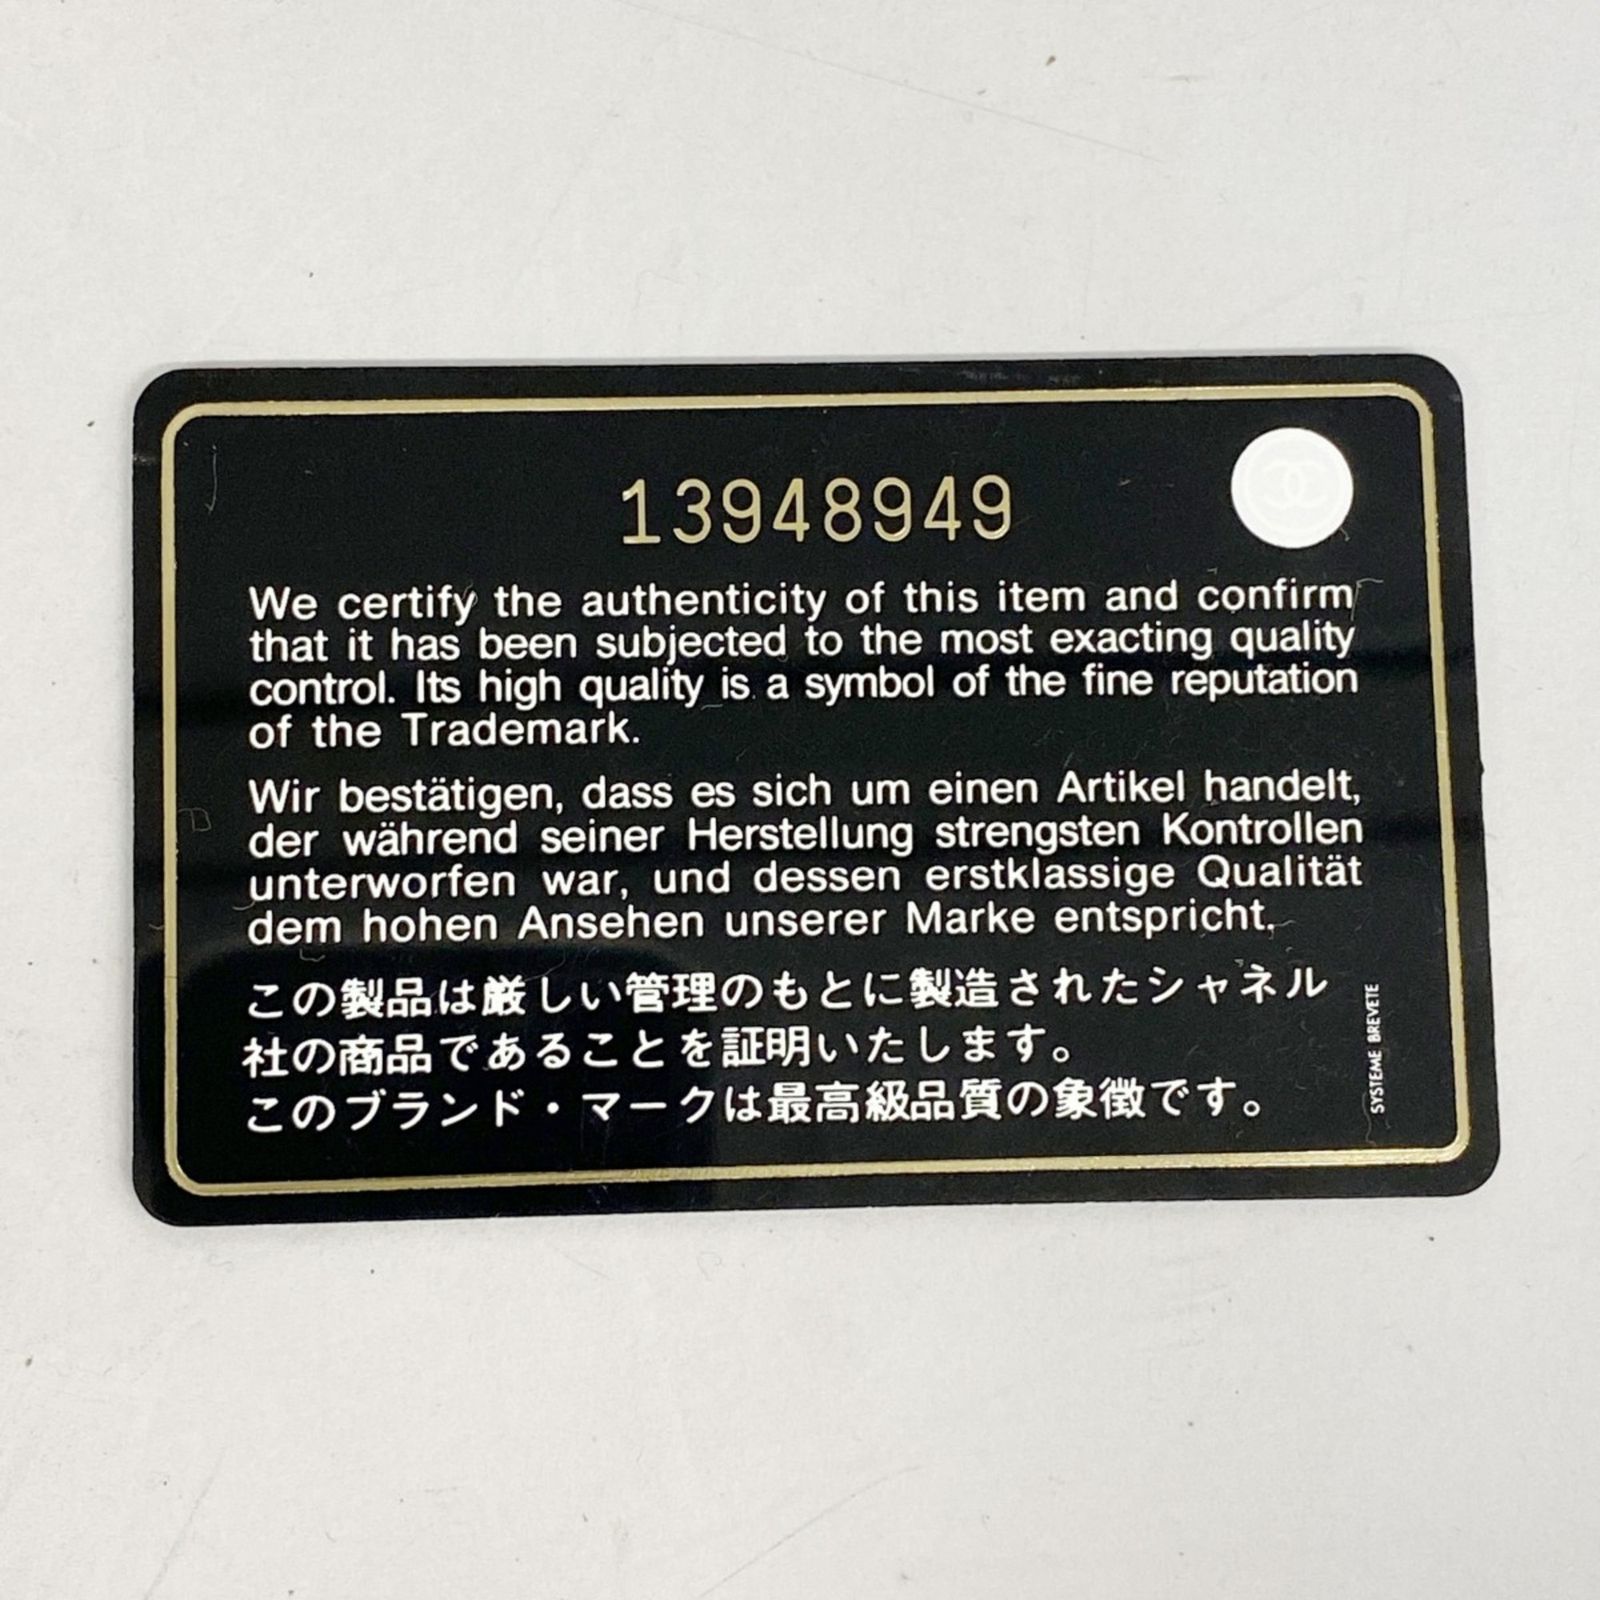 13948949
We certify the authenticity of this item and confirm
that it has been subjected to the most exacting quality
control. Its high quality is a symbol of the fine reputation
of the Trademark.
Wir bestätigen, dass es sich um einen Artikel handelt,
der während seiner Herstellung strengsten Kontrollen
unterworfen war, und dessen erstklassige Qualität
dem hohen Ansehen unserer Marke entspricht.
この製品は厳しい管理のもとに製造されたシャネル
社の商品であることを証明いたします。
このブランド・マークは最高級品質の象徴です。
SYSTEME BREVETE